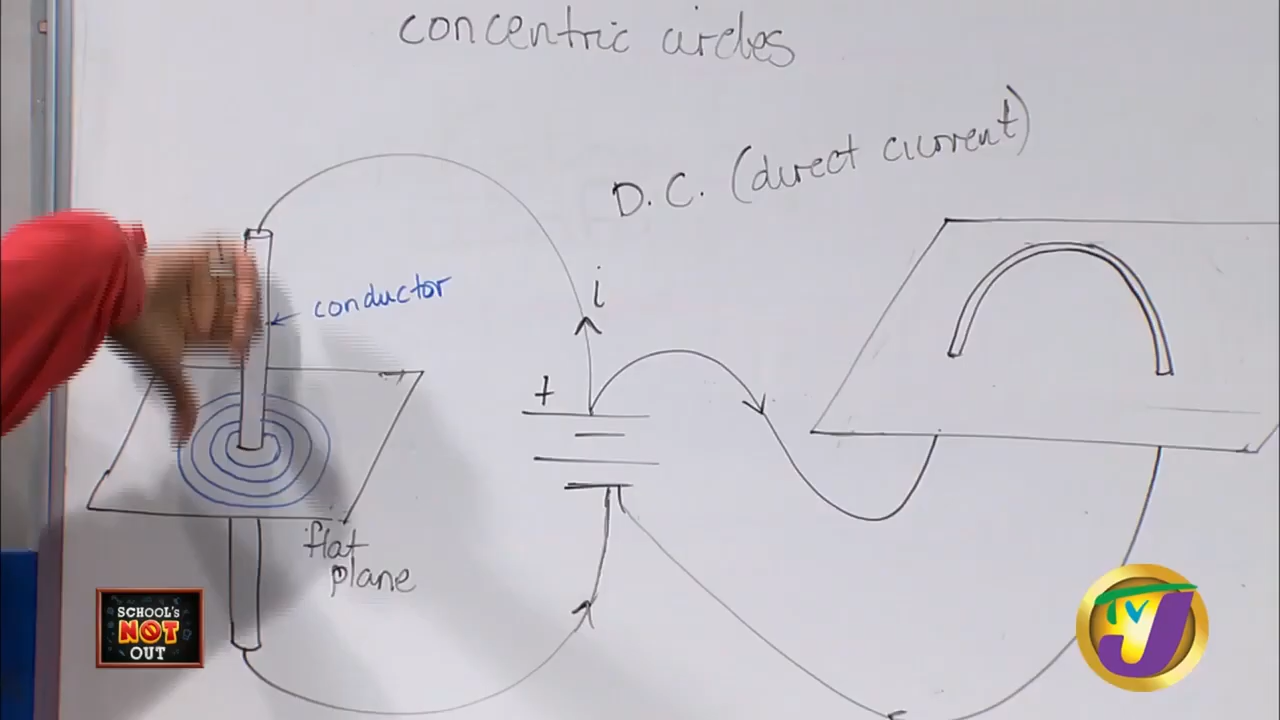 concentric circles
D.C. (direct current)
i
conductor
+
flat
plane
SCHOOL's
NOT
OUT
TVJ